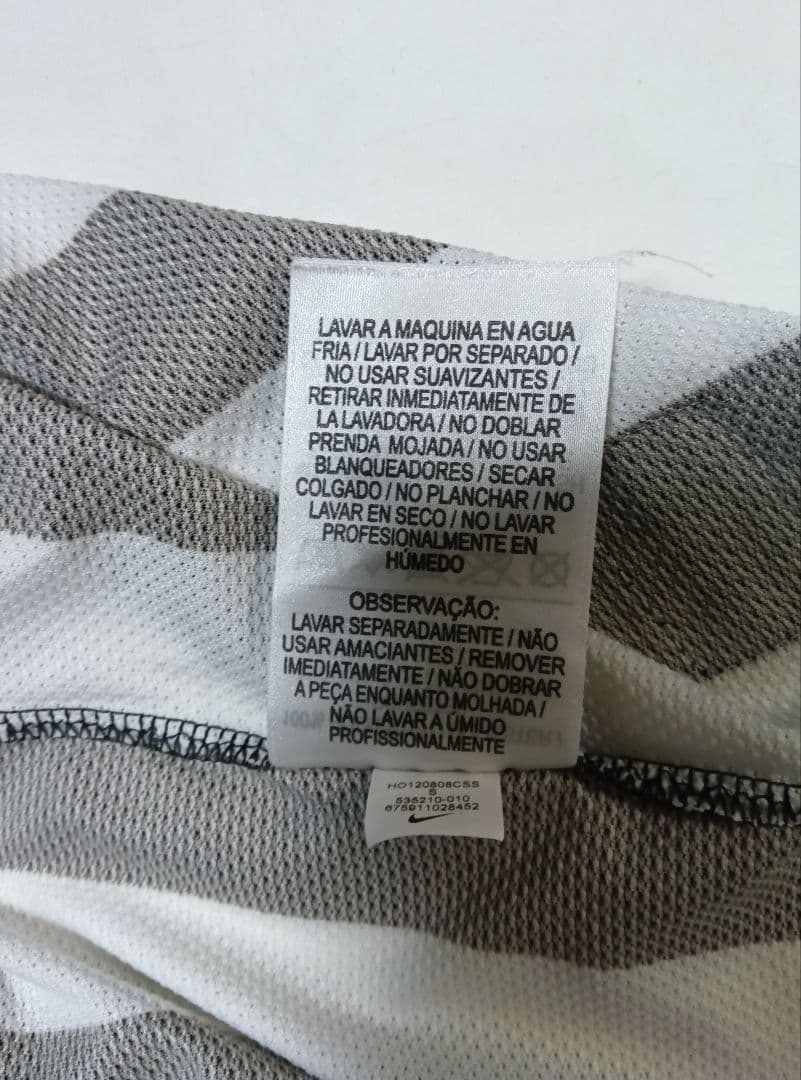 LAVAR A MAQUINA EN AGUA
FRIA / LAVAR POR SEPARADO /
NO USAR SUAVIZANTES /
RETIRAR INMEDIATAMENTE DE
LA LAVADORA / NO DOBLAR
PRENDA MOJADA / NO USAR
BLANQUEADORES / SECAR
COLGADO / NO PLANCHAR / NO
LAVAR EN SECO / NO LAVAR
PROFESIONALMENTE EN
HÚMEDO
OBSERVAÇÃO:
LAVAR SEPARADAMENTE / NÃO
USAR AMACIANTES / REMOVER
IMEDIATAMENTE / NÃO DOBRAR
A PEÇA ENQUANTO MOLHADA /
NÃO LAVAR A ÚMIDO
PROFISSIONALMENTE
HO120808CSS
S
535210-010
675911028452